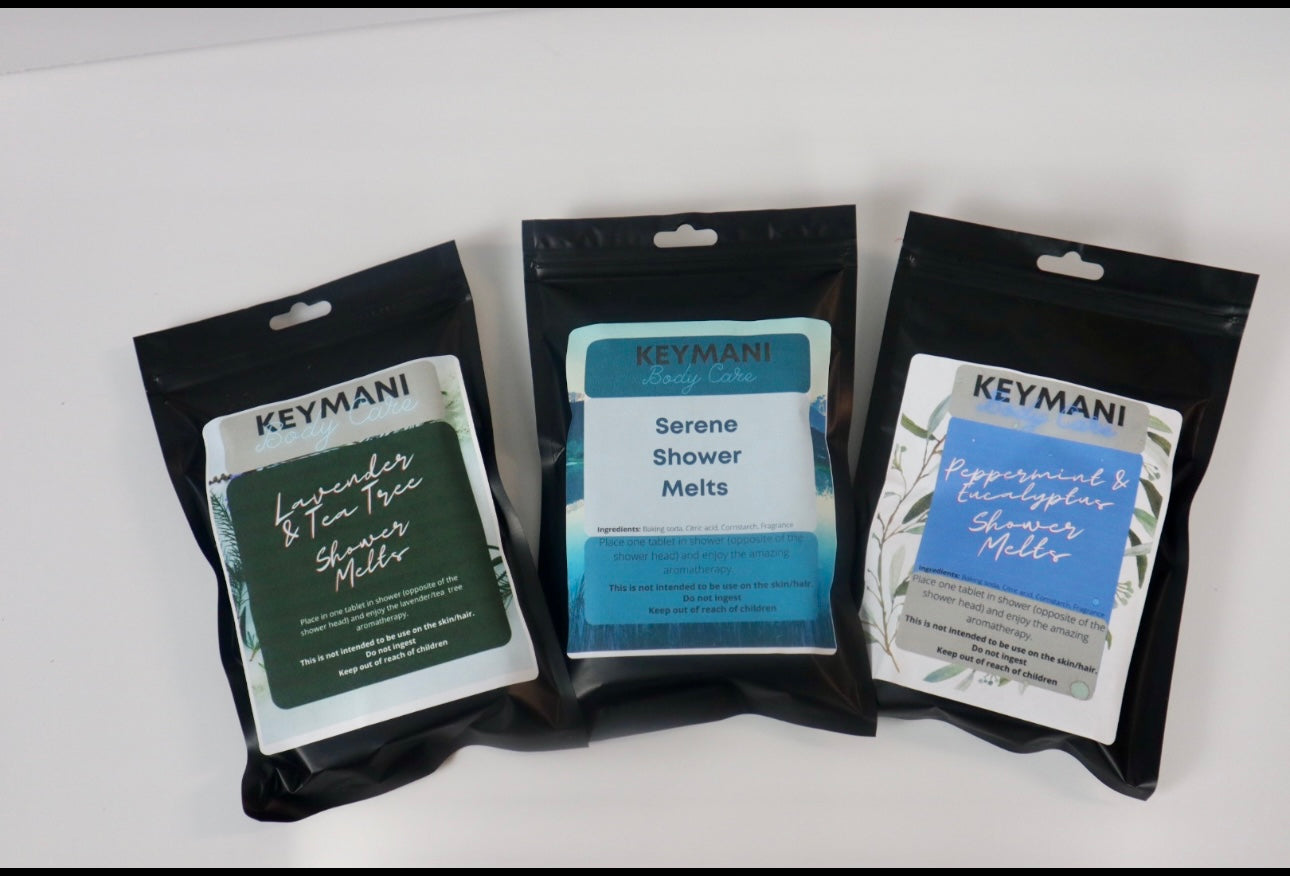 KEYMANI
Body Care
Lavender
& Tea Tree
Shower
Melts
Place in one tablet in shower (opposite of the
shower head) and enjoy the lavender/tea tree
aromatherapy.
This is not intended to be use on the skin/hair.
Do not ingest
Keep out of reach of children
KEYMANI
Body Care
Serene
Shower
Melts
Ingredients: Baking soda, Citric acid, Cornstarch, Fragrance
Place one tablet in shower (opposite of the
shower head) and enjoy the amazing
aromatherapy.
This is not intended to be use on the skin/hair.
Do not ingest
Keep out of reach of children
KEYMANI
Body Care
Peppermint &
Eucalyptus
Shower
Melts
Ingredients: Baking soda, Citric acid, Cornstarch, Fragrance
Place one tablet in shower (opposite of the
shower head) and enjoy the amazing
aromatherapy.
This is not intended to be use on the skin/hair.
Do not ingest
Keep out of reach of children